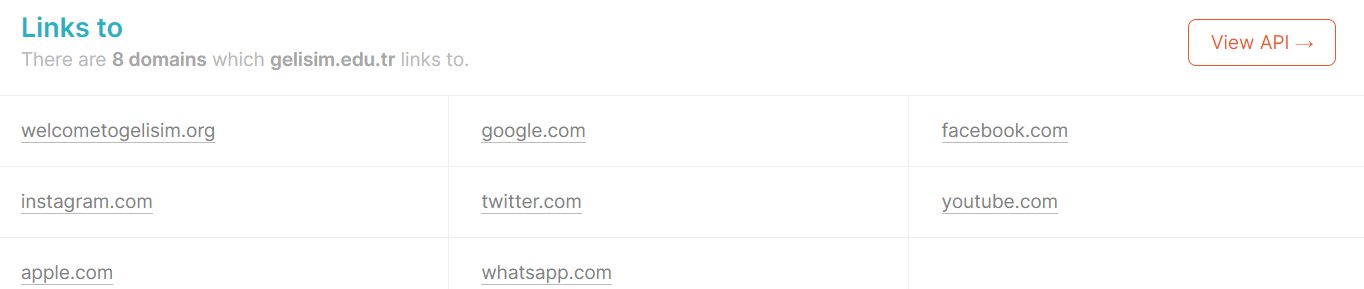 Links to
View API →
There are 8 domains which gelisim.edu.tr links to.
welcometogelisim.org
google.com
facebook.com
instagram.com
twitter.com
youtube.com
apple.com
whatsapp.com